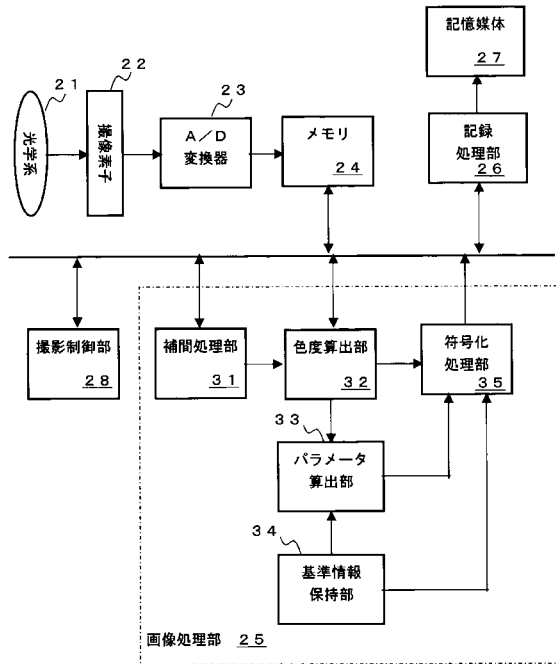 記憶媒体
２７
２１
２２
２３
光学系
撮像素子
Ａ／Ｄ
変換器
メモリ
２４
記録
処理部
２６
撮影制御部
２８
補間処理部
３１
色度算出部
３２
符号化
処理部
３５
３３
パラメータ
算出部
３４
基準情報
保持部
画像処理部 ２５